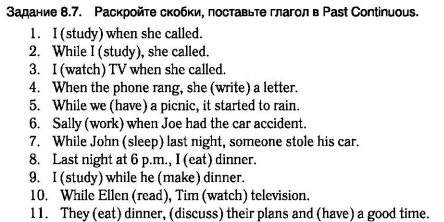 Задание 8.7. Раскройте скобки, поставьте глагол в Past Continuous.
1. I (study) when she called.
2. While I (study), she called.
3. I (watch) TV when she called.
4. When the phone rang, she (write) a letter.
5. While we (have) a picnic, it started to rain.
6. Sally (work) when Joe had the car accident.
7. While John (sleep) last night, someone stole his car.
8. Last night at 6 p.m., I (eat) dinner.
9. I (study) while he (make) dinner.
10. While Ellen (read), Tim (watch) television.
11. They (eat) dinner, (discuss) their plans and (have) a good time.